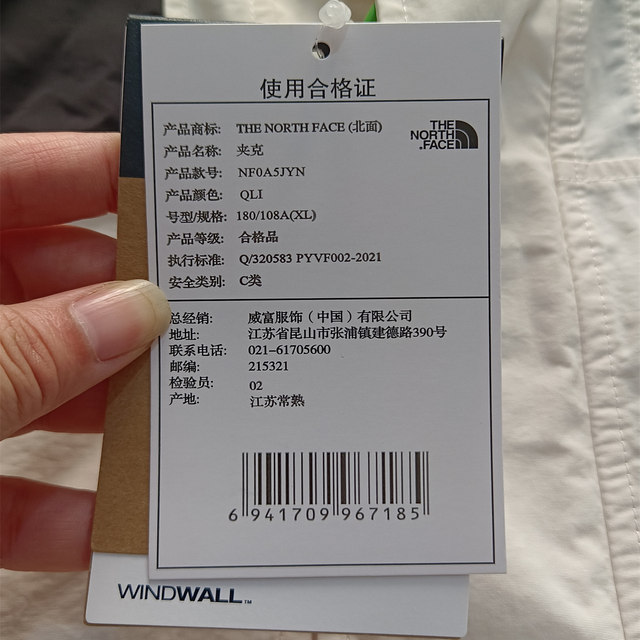 使用合格证
产品商标: THE NORTH FACE (北面)
THE
NORTH
FACE
产品名称: 夹克
产品款号: NF0A5JYN
产品颜色: QLI
号型/规格: 180/108A(XL)
产品等级: 合格品
执行标准: Q/320583 PYVF002-2021
安全类别: C类
总经销: 威富服饰（中国）有限公司
地址: 江苏省昆山市张浦镇建德路390号
联系电话: 021-61705600
邮编: 215321
检验员: 02
产地: 江苏常熟
6 941709 967185
WINDWALL™